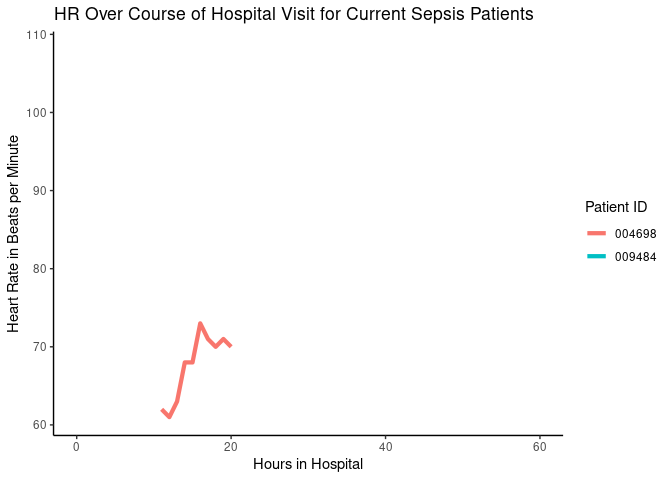 HR Over Course of Hospital Visit for Current Sepsis Patients
110
100
90
80
70
60
Heart Rate in Beats per Minute
0 20 40 60
Hours in Hospital
Patient ID
004698
009484